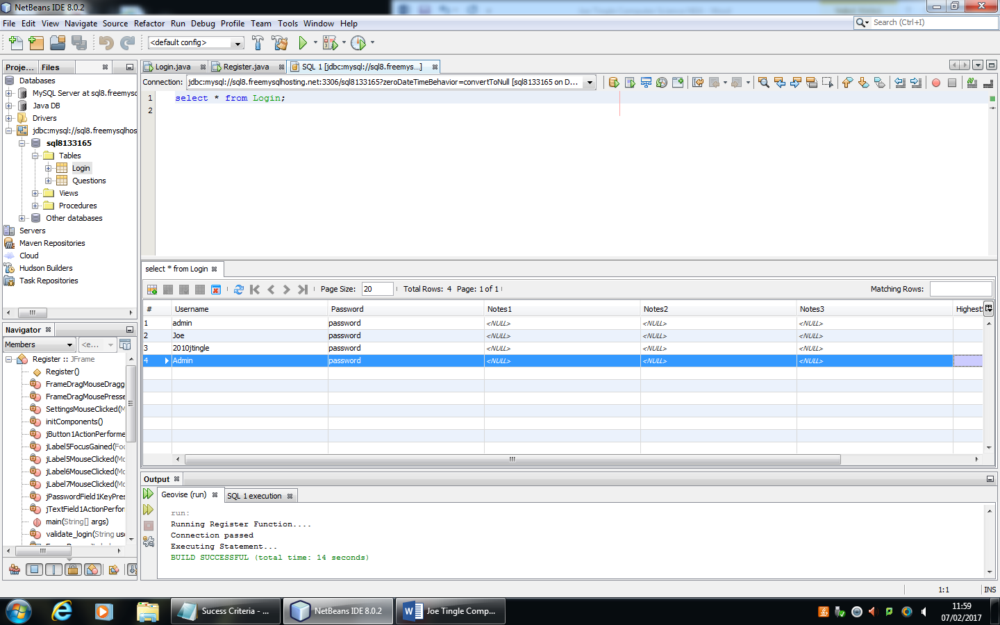 NetBeans IDE 8.0.2
File Edit View Navigate Source Refactor Run Debug Profile Team Tools Window Help
Search (Ctrl+I)
<default config>
Proje... Files
Databases
MySQL Server at sql8.freemysq
Java DB
Drivers
jdbc:mysql://sql8.freemysqlhos
sql8133165
Tables
Login
Questions
Views
Procedures
Other databases
Servers
Maven Repositories
Cloud
Hudson Builders
Task Repositories
Navigator
Members <e...
Register :: JFrame
Register()
FrameDragMouseDragg
FrameDragMousePresse
SettingsMouseClicked(M
initComponents()
jButton1ActionPerforme
jLabel5FocusGained(Foc
jLabel5MouseClicked(Mo
jLabel6MouseClicked(Mo
jLabel7MouseClicked(Mo
jPasswordField1KeyPres
jTextField1ActionPerfor
main(String[] args)
validate_login(String use
Login.java Register.java SQL 1 [jdbc:mysql://sql8.freemys...]
Connection: jdbc:mysql://sql8.freemysqlhosting.net:3306/sql8133165?zeroDateTimeBehavior=convertToNull [sql8133165 on D...
1 select * from Login;
2
select * from Login
Page Size: 20 Total Rows: 4 Page: 1 of 1 Matching Rows:
# Username Password Notes1 Notes2 Notes3 Highest
1 admin password <NULL> <NULL> <NULL>
2 Joe password <NULL> <NULL> <NULL>
3 2010jtingle password <NULL> <NULL> <NULL>
4 Admin password <NULL> <NULL> <NULL>
Output
Geovise (run) SQL 1 execution
run:
Running Register Function....
Connection passed
Executing Statement...
BUILD SUCCESSFUL (total time: 14 seconds)
1:1 INS
Sucess Criteria - ... NetBeans IDE 8.0.2 Joe Tingle Comp...
11:59
07/02/2017